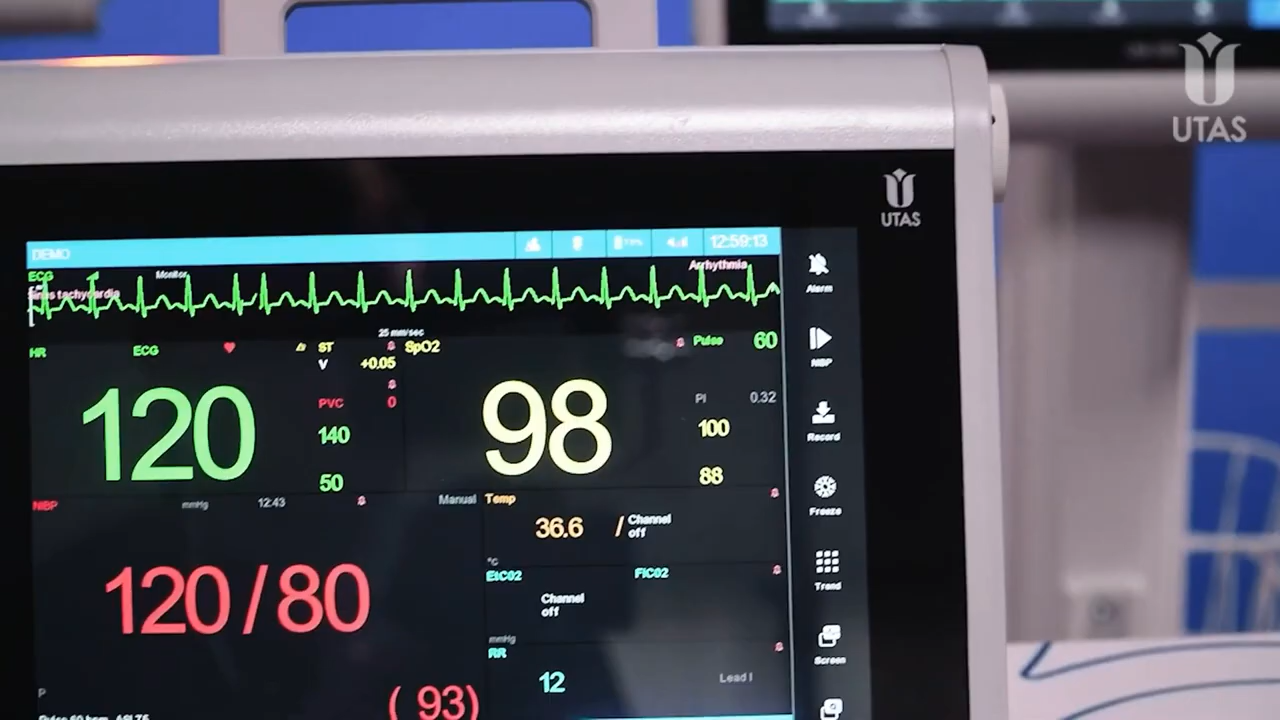 UTAS
UTAS
DEMO
12:59:13
ECG
Monitor
Arrhythmia
Sinus tachycardia
25 mm/sec
HR
ECG
ST
SpO2
Pulse
60
V
+0.05
120
PVC
0
98
PI
0.32
140
100
50
88
NIBP
mmHg
12:43
Manual
Temp
36.6
/
Channel
off
°C
120/80
EtCO2
FiCO2
Channel
off
mmHg
RR
12
Lead I
P
(93)
Alarm
NIBP
Record
Freeze
Trend
Screen